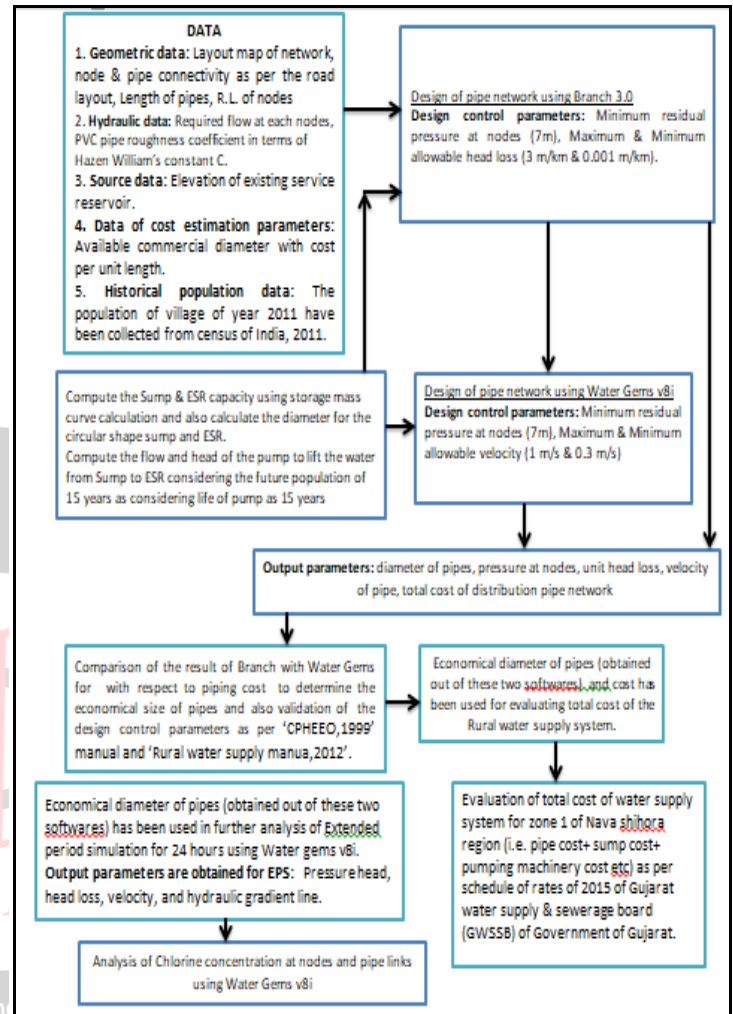 DATA
1. Geometric data: Layout map of network,
node & pipe connectivity as per the road
layout, Length of pipes, R.L. of nodes
2. Hydraulic data: Required flow at each nodes,
PVC pipe roughness coefficient in terms of
Hazen William's constant C.
3. Source data: Elevation of existing service
reservoir.
4. Data of cost estimation parameters:
Available commercial diameter with cost
per unit length.
5. Historical population data: The
population of village of year 2011 have
been collected from census of India, 2011.
Design of pipe network using Branch 3.0
Design control parameters: Minimum residual
pressure at nodes (7m), Maximum & Minimum
allowable head loss (3 m/km & 0.001 m/km).
Compute the Sump & ESR capacity using storage mass
curve calculation and also calculate the diameter for the
circular shape sump and ESR.
Compute the flow and head of the pump to lift the water
from Sump to ESR considering the future population of
15 years as considering life of pump as 15 years
Design of pipe network using Water Gems v8i
Design control parameters: Minimum residual
pressure at nodes (7m), Maximum & Minimum
allowable velocity (1 m/s & 0.3 m/s)
Output parameters: diameter of pipes, pressure at nodes, unit head loss, velocity
of pipe, total cost of distribution pipe network
Comparison of the result of Branch with Water Gems
for with respect to piping cost to determine the
economical size of pipes and also validation of the
design control parameters as per 'CPHEEO,1999'
manual and 'Rural water supply manua,2012'.
Economical diameter of pipes (obtained
out of these two softwares) and cost has
been used for evaluating total cost of the
Rural water supply system.
Economical diameter of pipes (obtained out of these two
softwares) has been used in further analysis of Extended
period simulation for 24 hours using Water gems v8i.
Output parameters are obtained for EPS: Pressure head,
head loss, velocity, and hydraulic gradient line.
Evaluation of total cost of water supply
system for zone 1 of Nava shihora
region (i.e. pipe cost+ sump cost+
pumping machinery cost etc) as per
schedule of rates of 2015 of Gujarat
water supply & sewerage board
(GWSSB) of Government of Gujarat.
Analysis of Chlorine concentration at nodes and pipe links
using Water Gems v8i